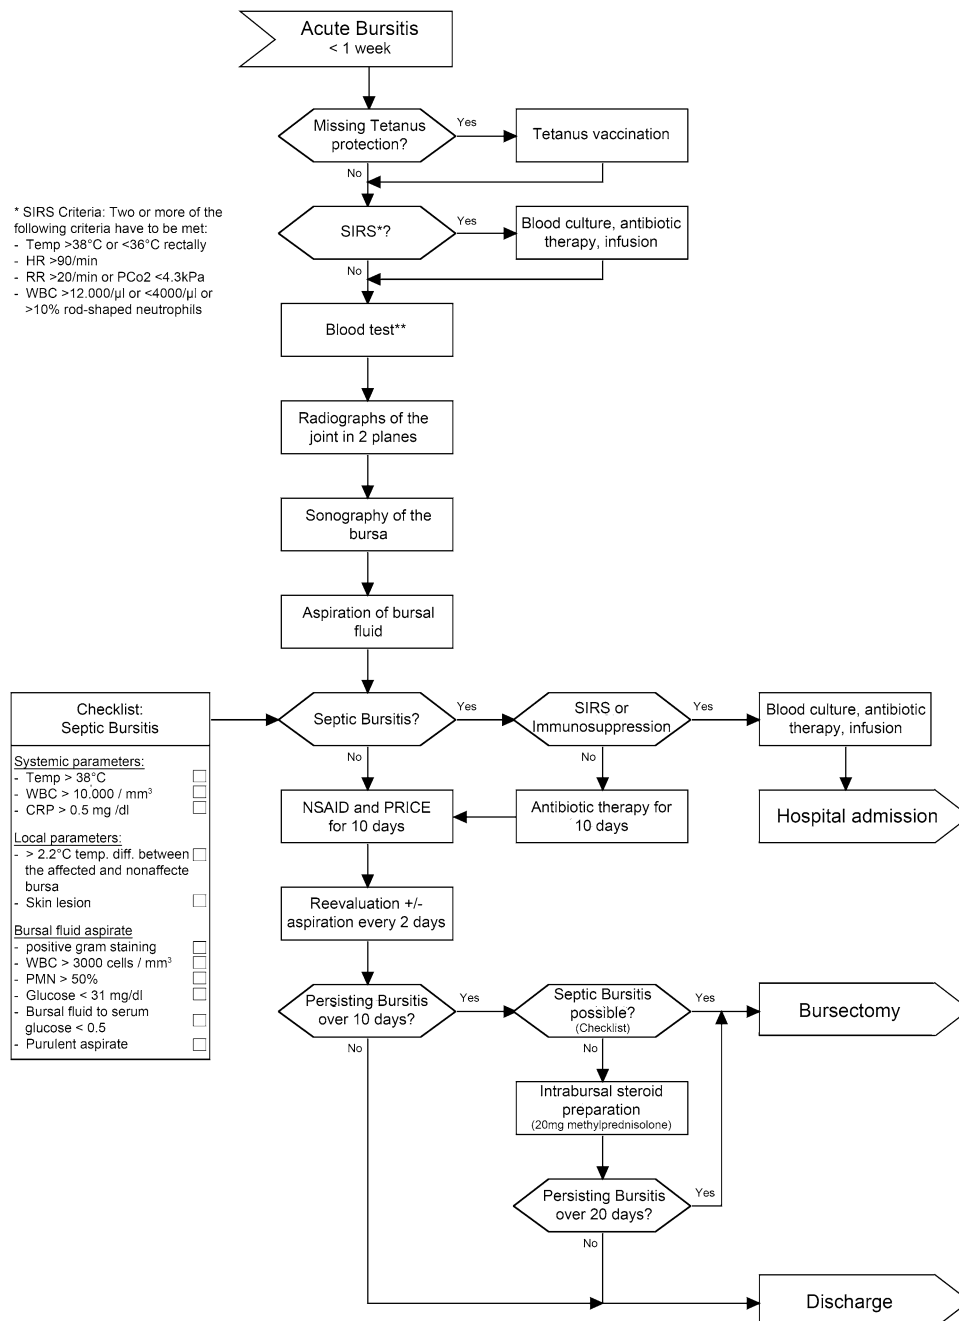 Acute Bursitis
< 1 week
Missing Tetanus
protection?
Yes
Tetanus vaccination
No
* SIRS Criteria: Two or more of the
following criteria have to be met:
- Temp >38°C or <36°C rectally
- HR >90/min
- RR >20/min or PCo2 <4.3kPa
- WBC >12.000/µl or <4000/µl or
>10% rod-shaped neutrophils
SIRS*?
Yes
Blood culture, antibiotic
therapy, infusion
No
Blood test**
Radiographs of the
joint in 2 planes
Sonography of the
bursa
Aspiration of bursal
fluid
Checklist:
Septic Bursitis
Systemic parameters:
- Temp > 38°C
- WBC > 10.000 / mm³
- CRP > 0.5 mg /dl
Local parameters:
- > 2.2°C temp. diff. between
the affected and nonaffecte
bursa
- Skin lesion
Bursal fluid aspirate
- positive gram staining
- WBC > 3000 cells / mm³
- PMN > 50%
- Glucose < 31 mg/dl
- Bursal fluid to serum
glucose < 0.5
- Purulent aspirate
Septic Bursitis?
Yes
SIRS or
Immunosuppression
Yes
Blood culture, antibiotic
therapy, infusion
No
No
NSAID and PRICE
for 10 days
Antibiotic therapy for
10 days
Hospital admission
Reevaluation +/-
aspiration every 2 days
Persisting Bursitis
over 10 days?
Yes
Septic Bursitis
possible?
(Checklist)
Yes
Bursectomy
No
No
Intrabursal steroid
preparation
(20mg methylprednisolone)
Persisting Bursitis
over 20 days?
Yes
No
Discharge